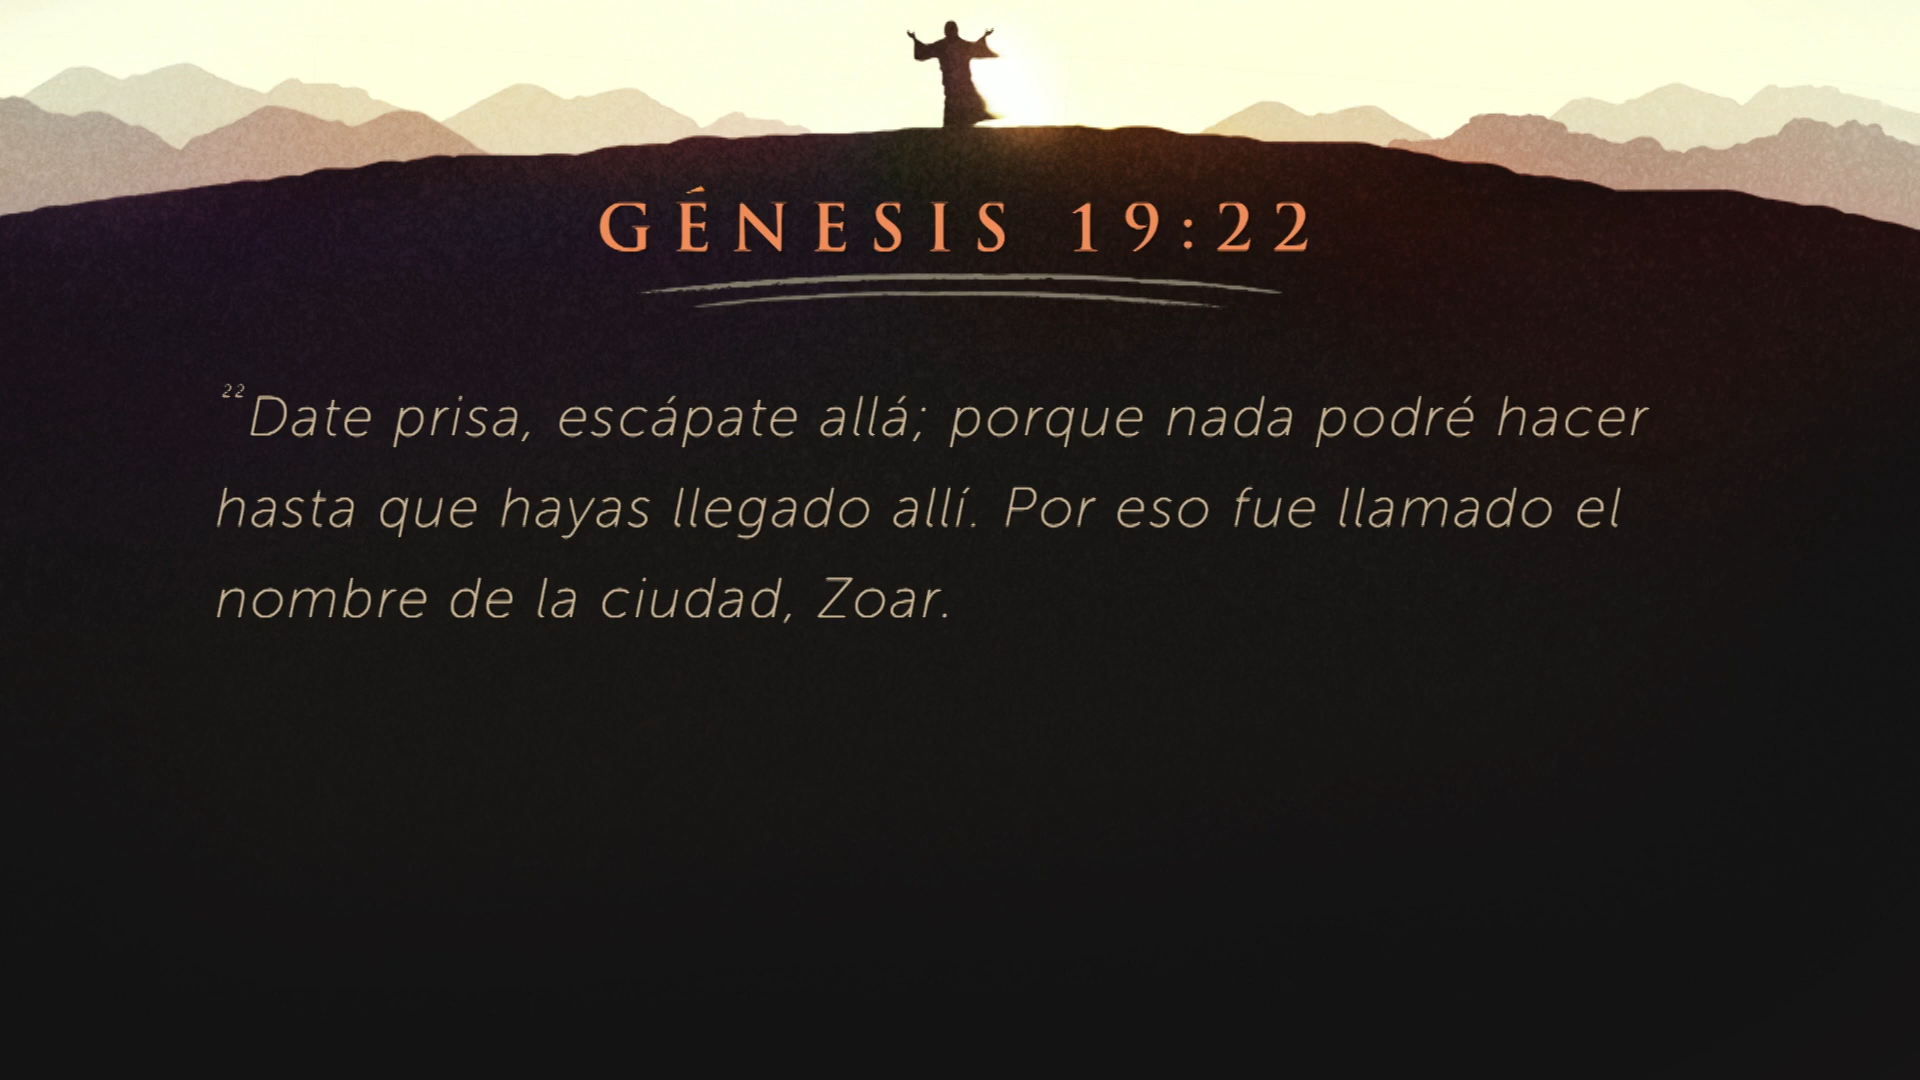 GÉNESIS 19:22
22Date prisa, escápate allá; porque nada podré hacer
hasta que hayas llegado allí. Por eso fue llamado el
nombre de la ciudad, Zoar.